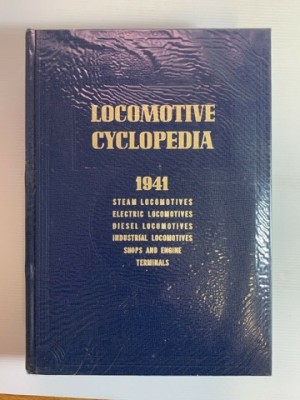 LOCOMOTIVE
CYCLOPEDIA
1941
STEAM LOCOMOTIVES
ELECTRIC LOCOMOTIVES
DIESEL LOCOMOTIVES
INDUSTRIAL LOCOMOTIVES
SHOPS AND ENGINE
TERMINALS